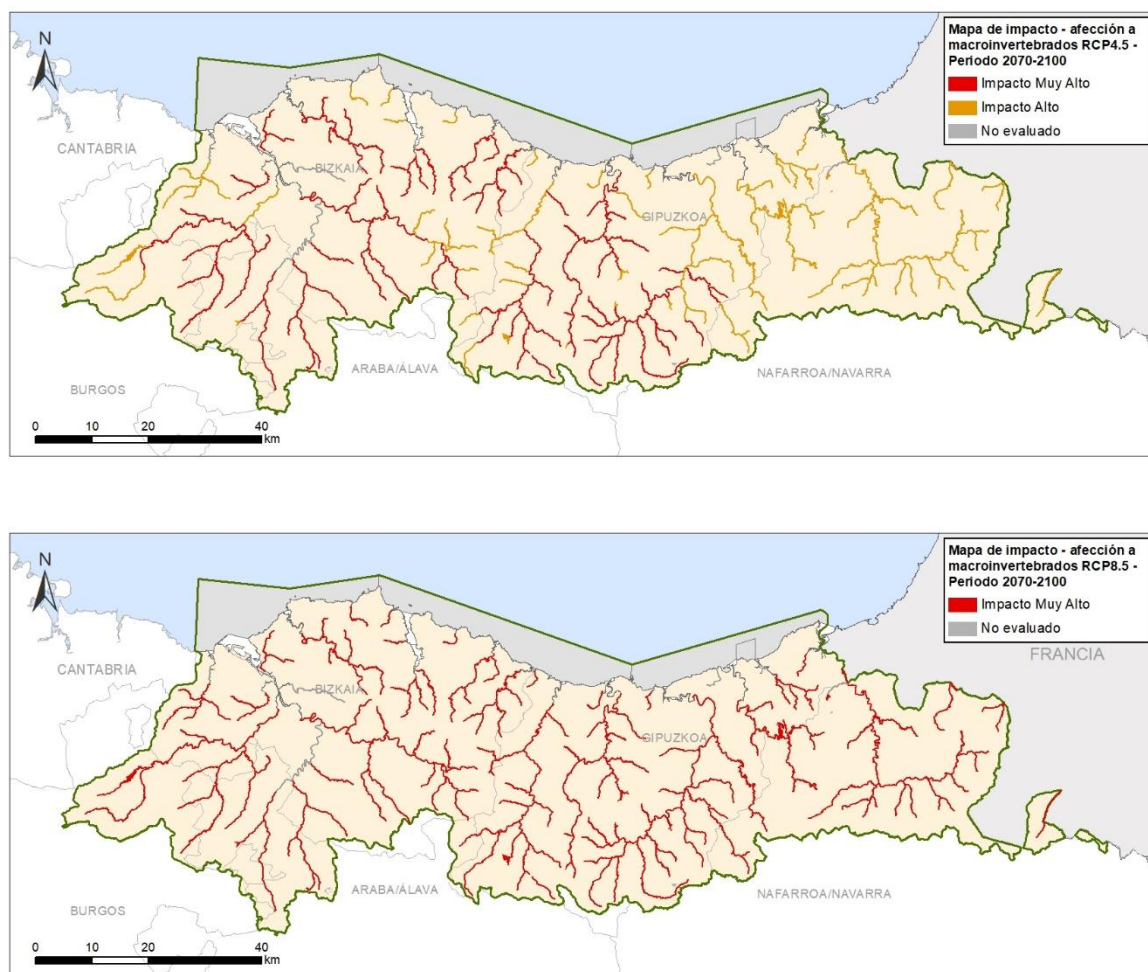 Mapa de impacto - afección a
macroinvertebrados RCP4.5 -
Periodo 2070-2100
Impacto Muy Alto
Impacto Alto
No evaluado
N
CANTABRIA
BIZKAIA
GIPUZKOA
BURGOS
ARABA/ÁLAVA
NAFARROA/NAVARRA
0 10 20 40
km
Mapa de impacto - afección a
macroinvertebrados RCP8.5 -
Periodo 2070-2100
Impacto Muy Alto
No evaluado
N
FRANCIA
CANTABRIA
BIZKAIA
GIPUZKOA
BURGOS
ARABA/ÁLAVA
NAFARROA/NAVARRA
0 10 20 40
km